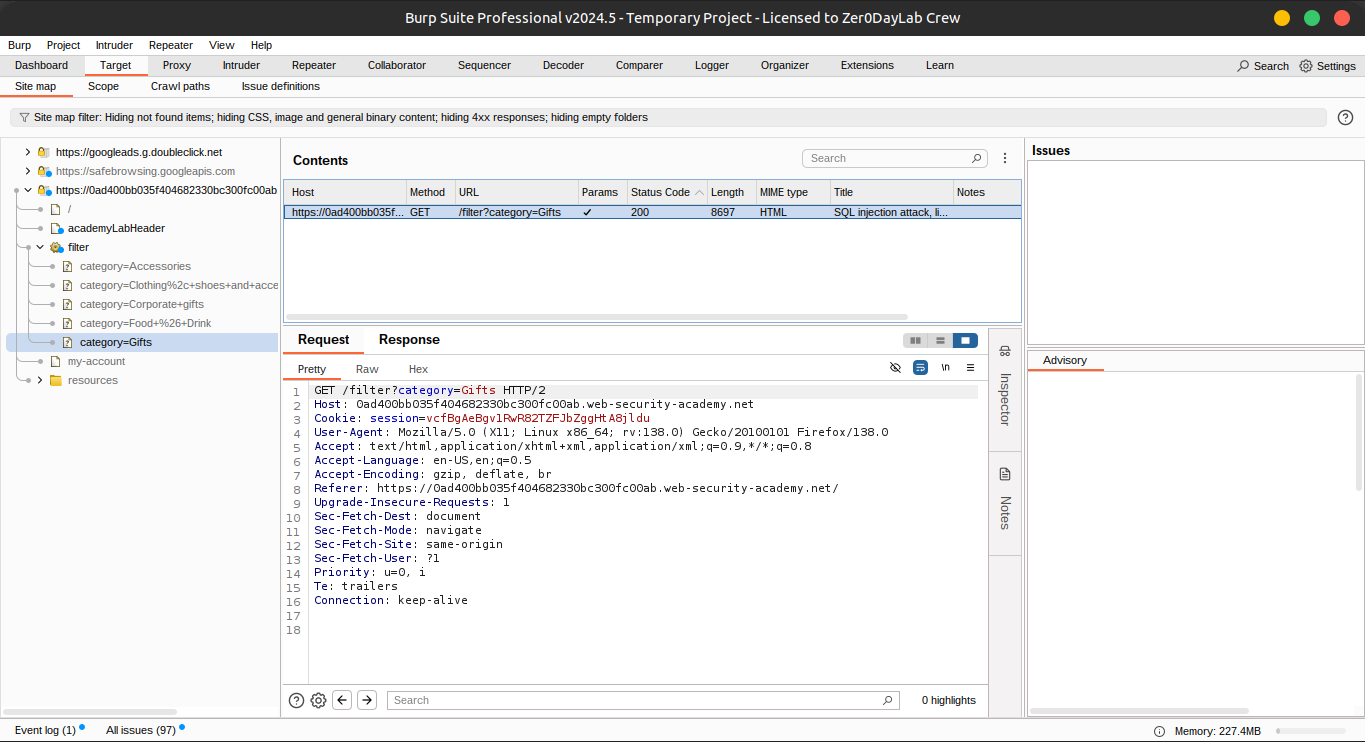 Burp Suite Professional v2024.5 - Temporary Project - Licensed to Zer0DayLab Crew
Burp Project Intruder Repeater View Help
Dashboard Target Proxy Intruder Repeater Collaborator Sequencer Decoder Comparer Logger Organizer Extensions Learn Search Settings
Site map Scope Crawl paths Issue definitions
Site map filter: Hiding not found items; hiding CSS, image and general binary content; hiding 4xx responses; hiding empty folders
https://googleads.g.doubleclick.net
https://safebrowsing.googleapis.com
https://0ad400bb035f404682330bc300fc00ab
/
academyLabHeader
filter
category=Accessories
category=Clothing%2c+shoes+and+acce
category=Corporate+gifts
category=Food+%26+Drink
category=Gifts
my-account
resources
Contents
Search
Host Method URL Params Status Code Length MIME type Title Notes
https://0ad400bb035f... GET /filter?category=Gifts ✓ 200 8697 HTML SQL injection attack, li...
Request Response
Pretty Raw Hex
\n
1 GET /filter?category=Gifts HTTP/2
2 Host: 0ad400bb035f404682330bc300fc00ab.web-security-academy.net
3 Cookie: session=vcfBgAeBgvlRwR82TZFJbZggHtA8jldu
4 User-Agent: Mozilla/5.0 (X11; Linux x86_64; rv:138.0) Gecko/20100101 Firefox/138.0
5 Accept: text/html,application/xhtml+xml,application/xml;q=0.9,*/*;q=0.8
6 Accept-Language: en-US,en;q=0.5
7 Accept-Encoding: gzip, deflate, br
8 Referer: https://0ad400bb035f404682330bc300fc00ab.web-security-academy.net/
9 Upgrade-Insecure-Requests: 1
10 Sec-Fetch-Dest: document
11 Sec-Fetch-Mode: navigate
12 Sec-Fetch-Site: same-origin
13 Sec-Fetch-User: ?1
14 Priority: u=0, i
15 Te: trailers
16 Connection: keep-alive
17
18
Search
0 highlights
Inspector
Notes
Issues
Advisory
Event log (1) All issues (97)
Memory: 227.4MB